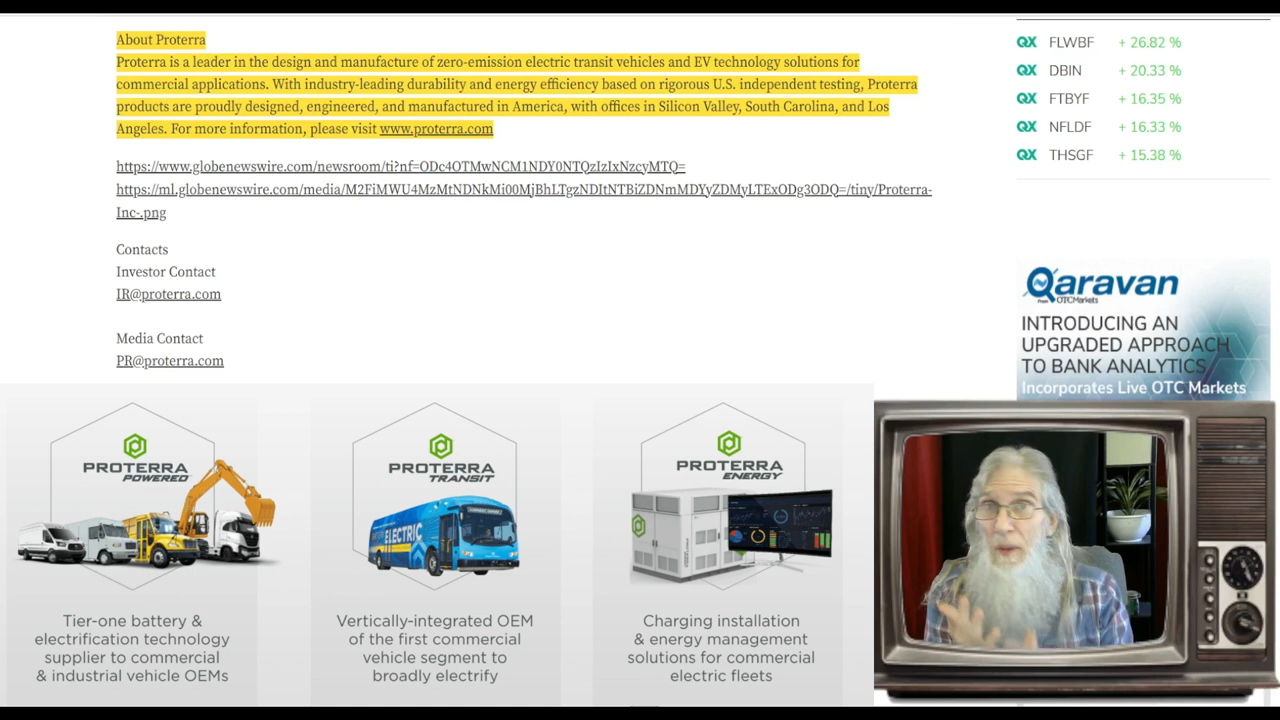 About Proterra
Proterra is a leader in the design and manufacture of zero-emission electric transit vehicles and EV technology solutions for
commercial applications. With industry-leading durability and energy efficiency based on rigorous U.S. independent testing, Proterra
products are proudly designed, engineered, and manufactured in America, with offices in Silicon Valley, South Carolina, and Los
Angeles. For more information, please visit www.proterra.com
https://www.globenewswire.com/newsroom/ti?nf=ODc4OTMwNCM1NDY0NTQzIzIxNzcyMTQ=
https://ml.globenewswire.com/media/M2FiMWU4MzMtNDNkMi00MjBhLTgzNDItNTBiZDNmMDYyZDMyLTExODg3ODQ=/tiny/Proterra-
Inc-.png
Contacts
Investor Contact
IR@proterra.com
Media Contact
PR@proterra.com
QX FLWBF + 26.82 %
QX DBIN + 20.33 %
QX FTBYF + 16.35 %
QX NFLDF + 16.33 %
QX THSGF + 15.38 %
Qaravan
From OTCMarkets
INTRODUCING AN
UPGRADED APPROACH
TO BANK ANALYTICS
Incorporates Live OTC Markets
PROTERRA
POWERED
Tier-one battery &
electrification technology
supplier to commercial
& industrial vehicle OEMs
PROTERRA
TRANSIT
ELECTRIC
Vertically-integrated OEM
of the first commercial
vehicle segment to
broadly electrify
PROTERRA
ENERGY
Charging installation
& energy management
solutions for commercial
electric fleets